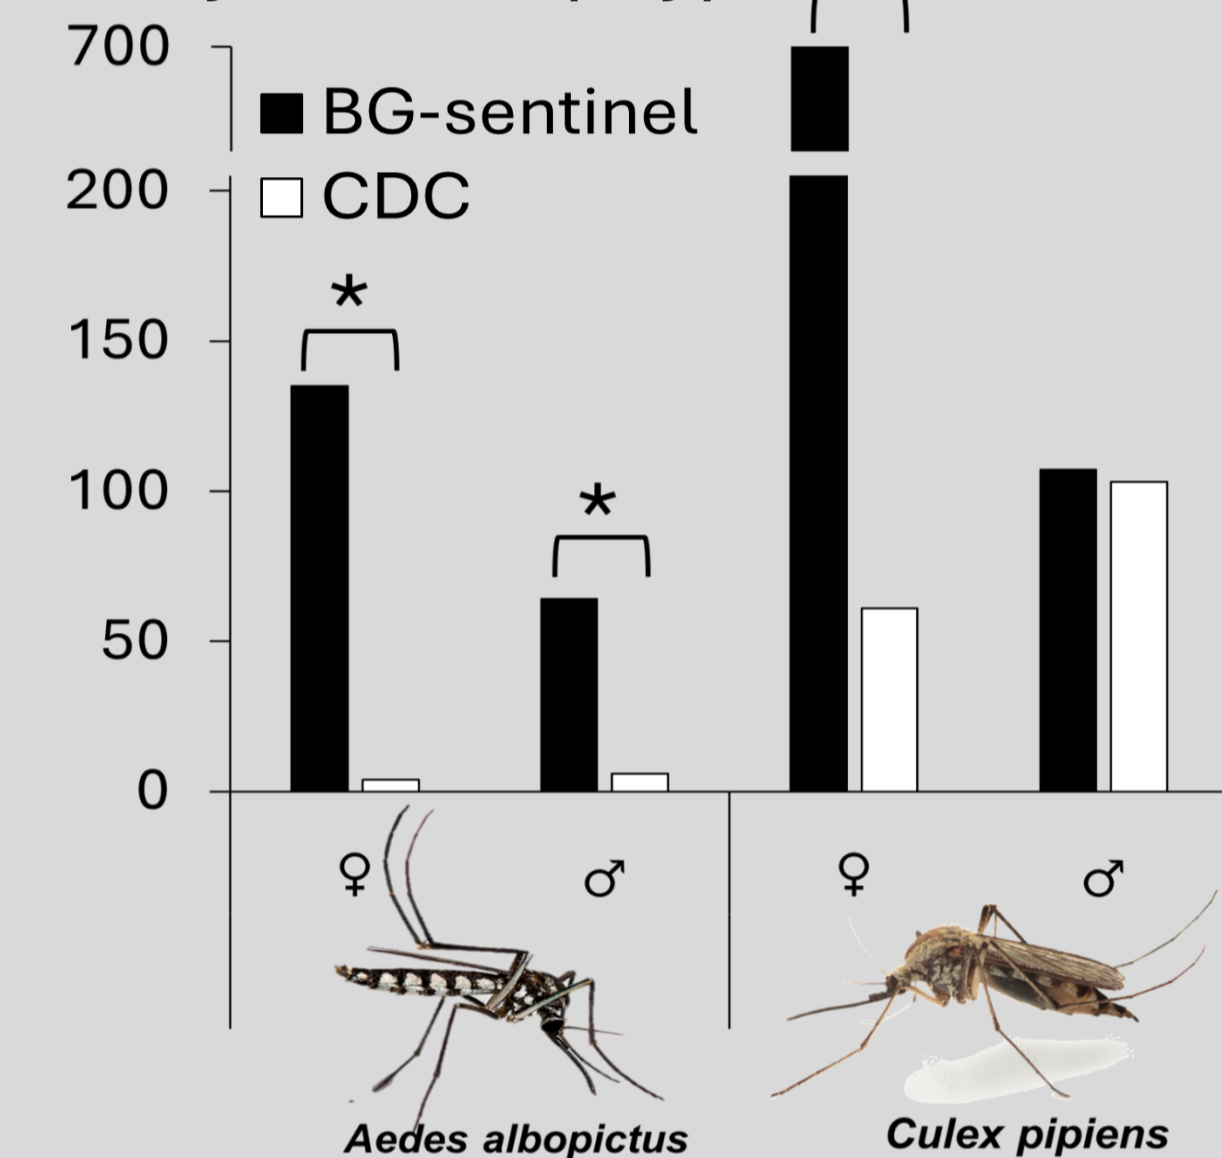 700
BG-sentinel
200
CDC
*
150
100
*
50
0
♀ ♂ ♀ ♂
Aedes albopictus
Culex pipiens